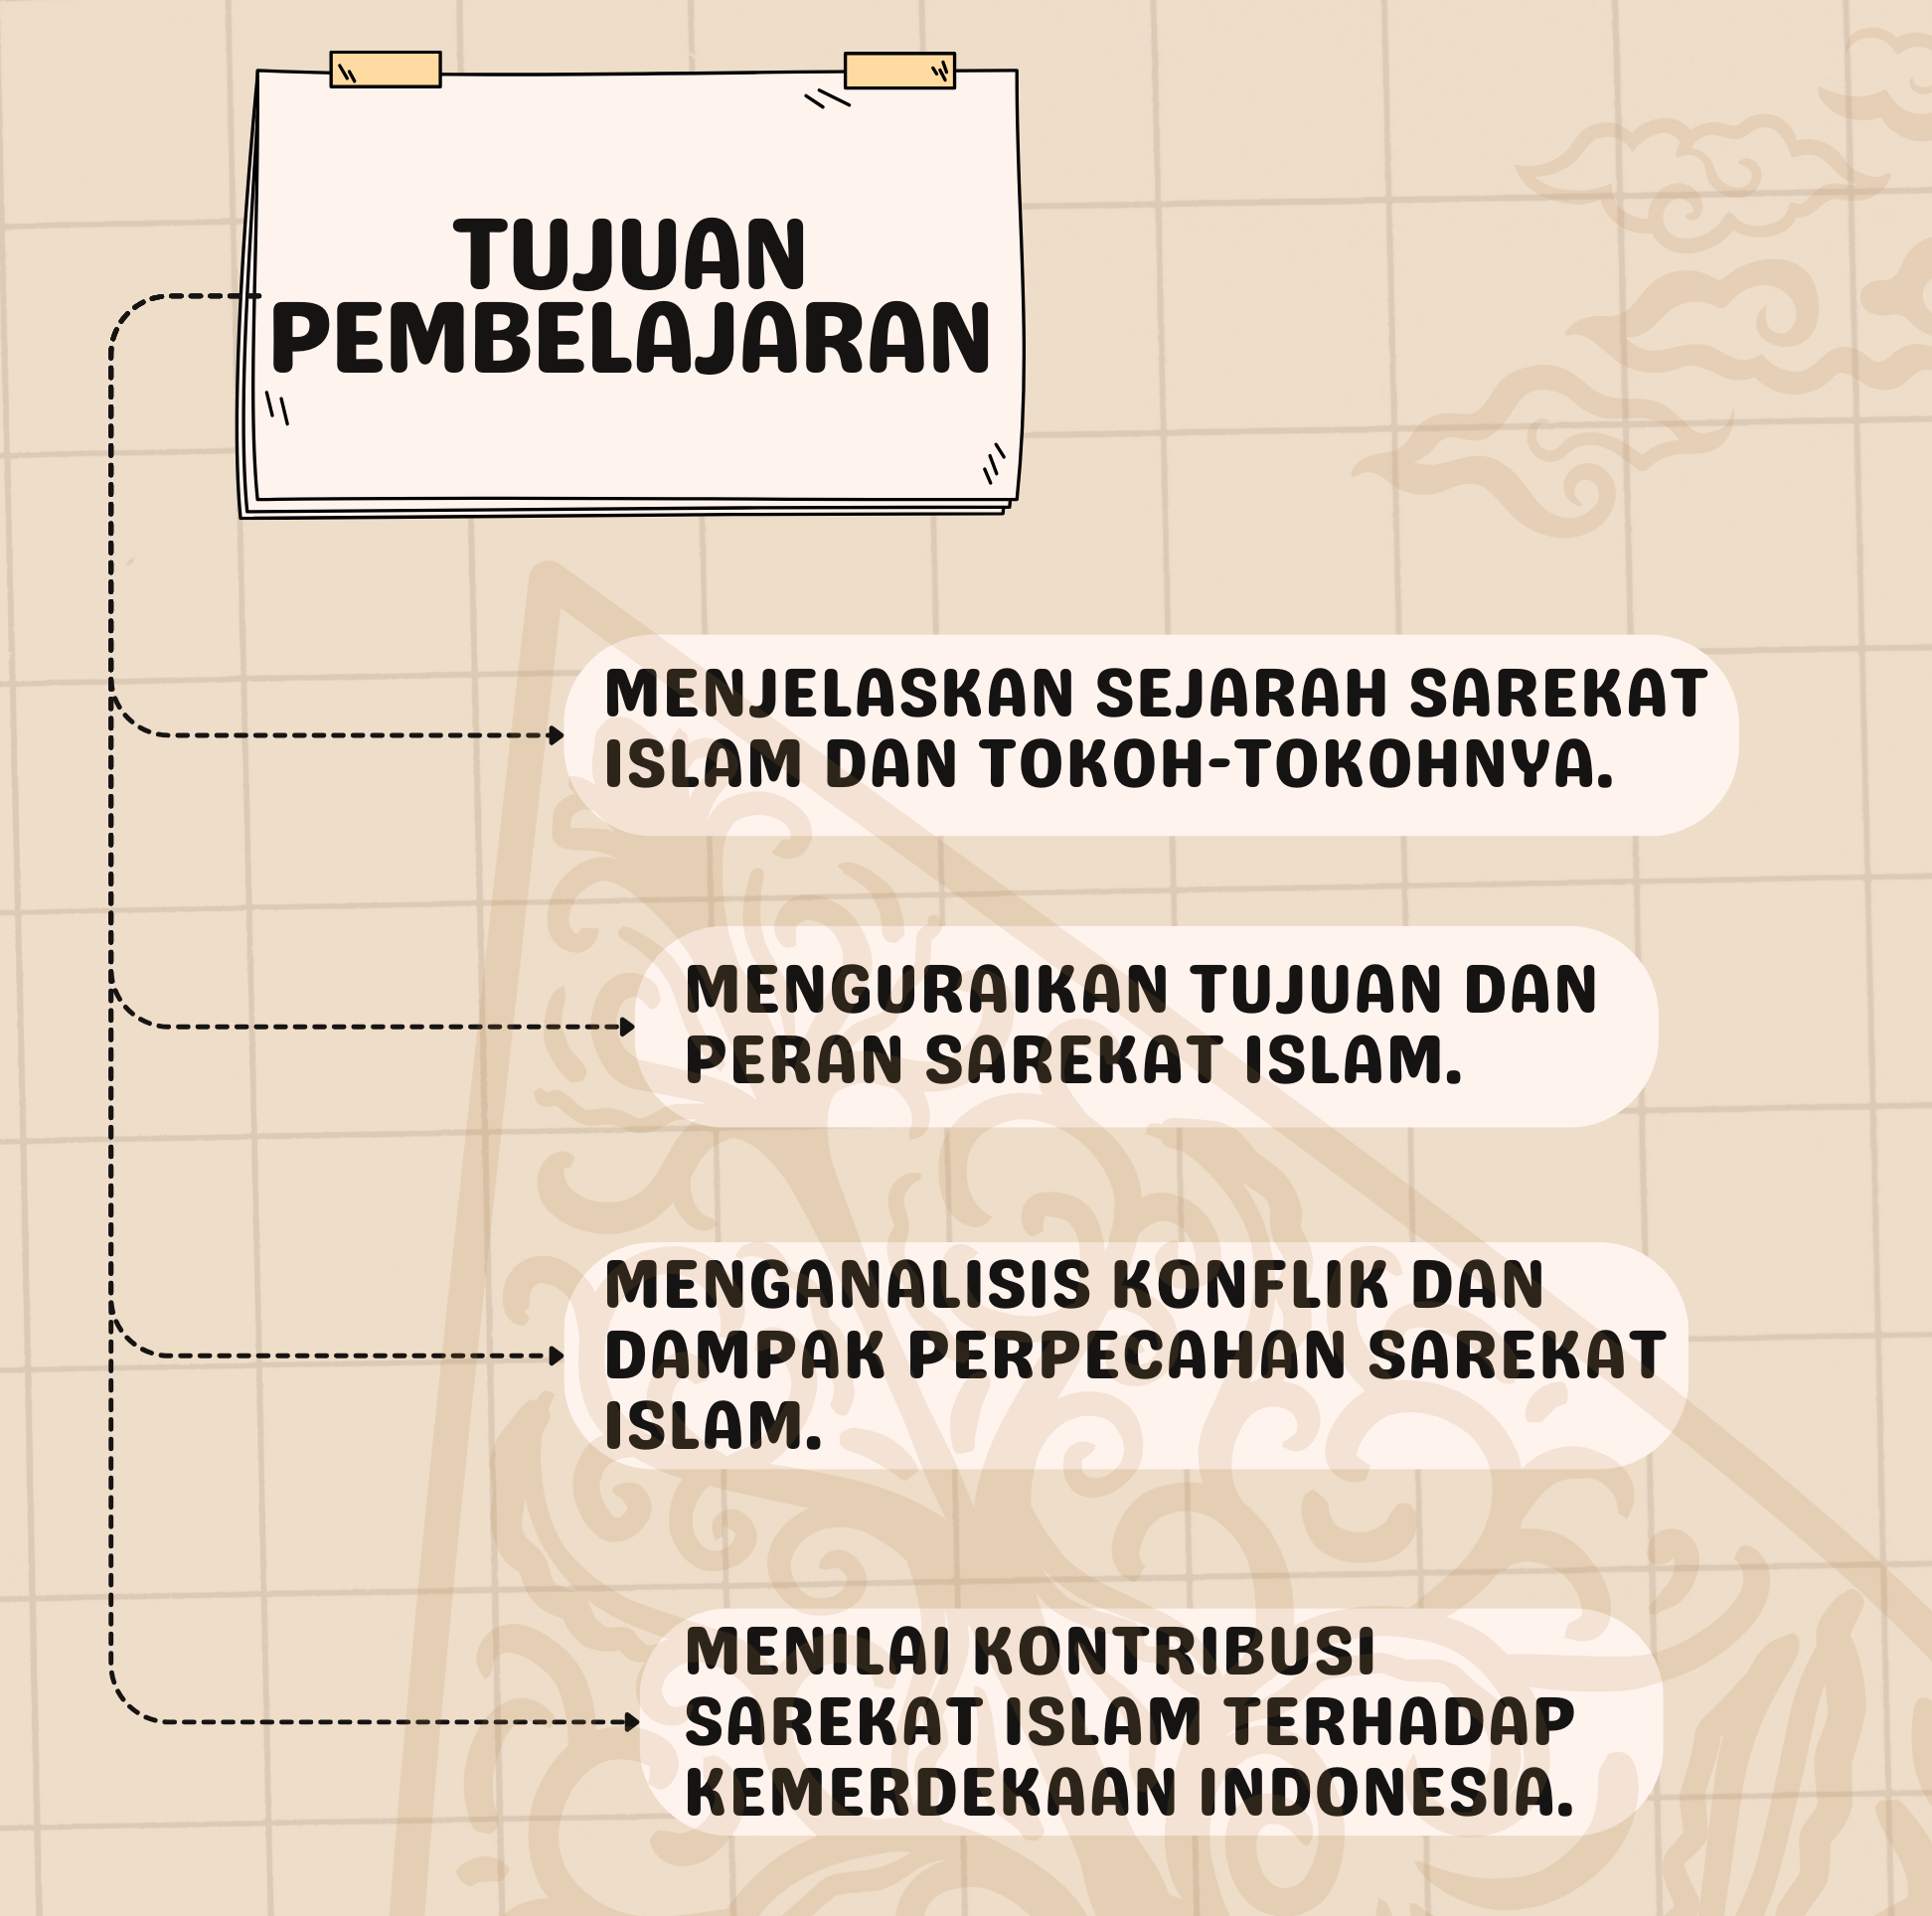 TUJUAN
PEMBELAJARAN
MENJELASKAN SEJARAH SAREKAT
ISLAM DAN TOKOH-TOKOHNYA.
MENGURAIKAN TUJUAN DAN
PERAN SAREKAT ISLAM.
MENGANALISIS KONFLIK DAN
DAMPAK PERPECAHAN SAREKAT
ISLAM.
MENILAI KONTRIBUSI
SAREKAT ISLAM TERHADAP
KEMERDEKAAN INDONESIA.